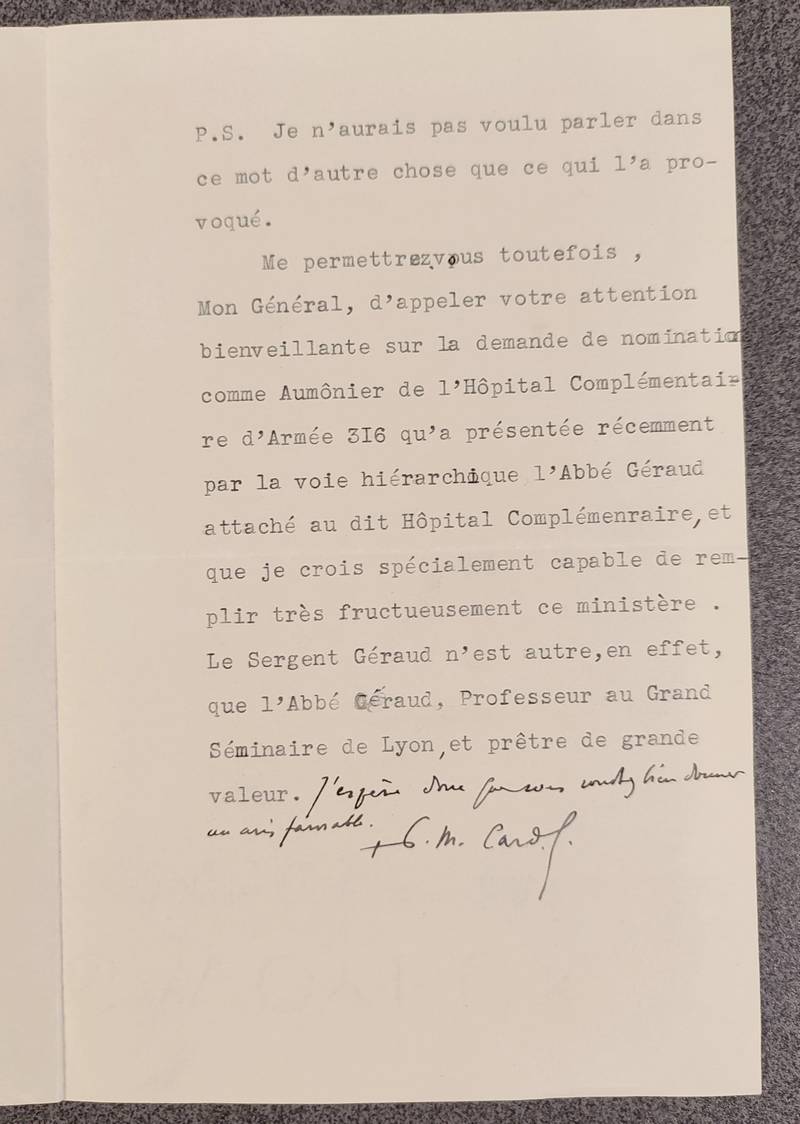 P.S. Je n'aurais pas voulu parler dans
ce mot d'autre chose que ce qui l'a pro-
voqué.
Me permettrez vous toutefois ,
Mon Général, d'appeler votre attention
bienveillante sur la demande de nominatio
comme Aumônier de l'Hôpital Complémentai-
re d'Armée 3I6 qu'a présentée récemment
par la voie hiérarchique l'Abbé Géraud
attaché au dit Hôpital Complémenraire, et
que je crois spécialement capable de rem-
plir très fructueusement ce ministère .
Le Sergent Géraud n'est autre,en effet,
que l'Abbé Géraud, Professeur au Grand
Séminaire de Lyon,et prêtre de grande
valeur. J'espère donc que vous voudrez bien donner
un avis favorable.
+ G. M. Card.